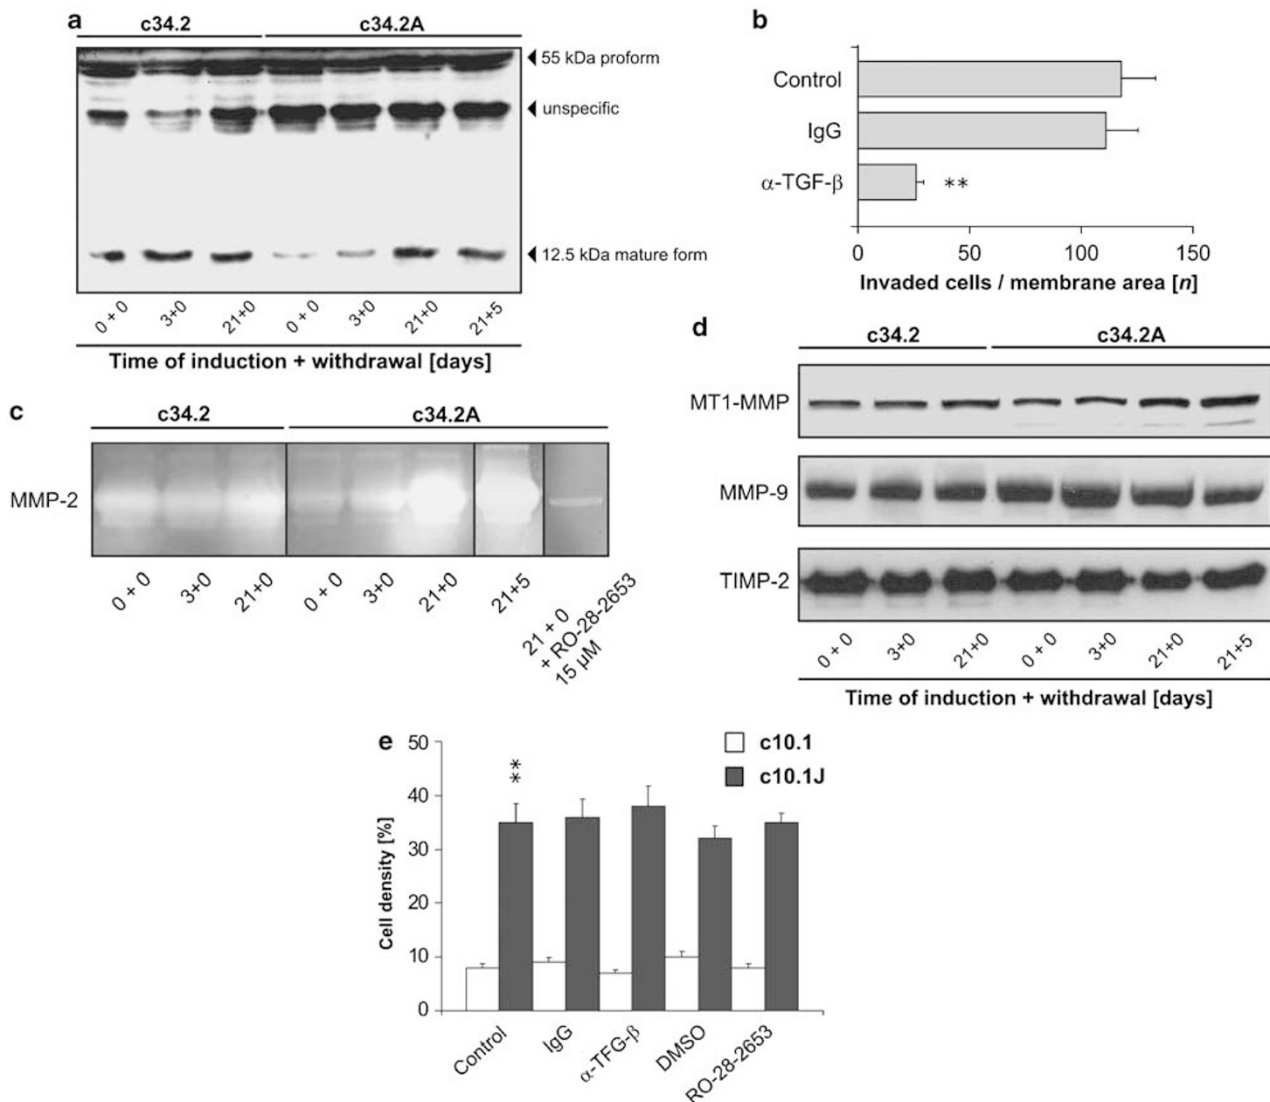 a
c34.2 c34.2A
55 kDa proform
unspecific
12.5 kDa mature form
0 + 0 3+0 21+0 0 + 0 3+0 21+0 21+5
Time of induction + withdrawal [days]
b
Control
IgG
α-TGF-β
**
0 50 100 150
Invaded cells / membrane area [n]
c
c34.2 c34.2A
MMP-2
0 + 0 3+0 21+0 0 + 0 3+0 21+0 21+5 21 + 0
+ RO-28-2653
15 μM
d
c34.2 c34.2A
MT1-MMP
MMP-9
TIMP-2
0 + 0 3+0 21+0 0 + 0 3+0 21+0 21+5
Time of induction + withdrawal [days]
e
c10.1
c10.1J
Cell density [%]
50
40
30
20
10
0
**
Control IgG α-TFG-β DMSO RO-28-2653